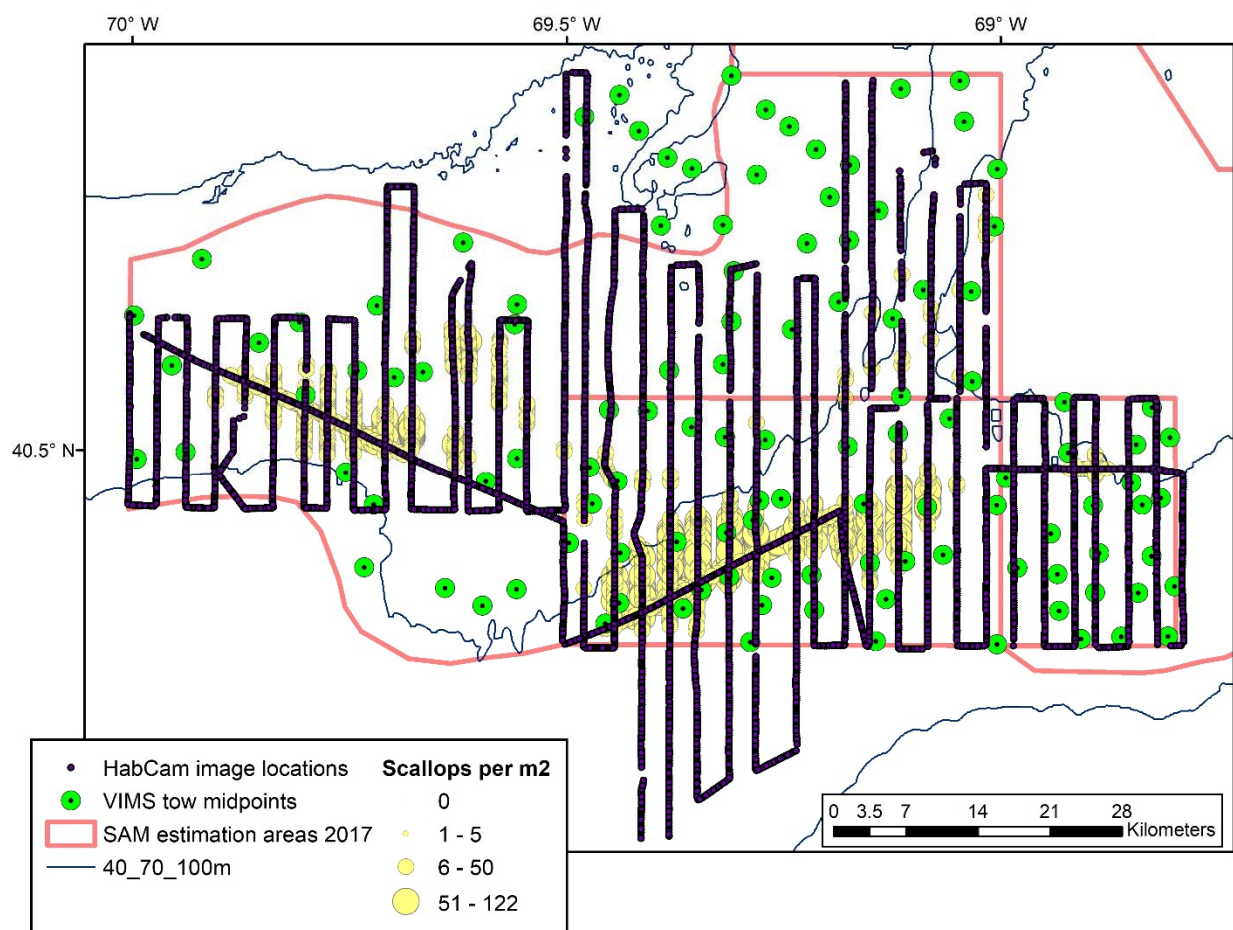 70° W 69.5° W 69° W
40.5° N
HabCam image locations
VIMS tow midpoints
SAM estimation areas 2017
40_70_100m
Scallops per m2
0
1 - 5
6 - 50
51 - 122
0 3.5 7 14 21 28
Kilometers